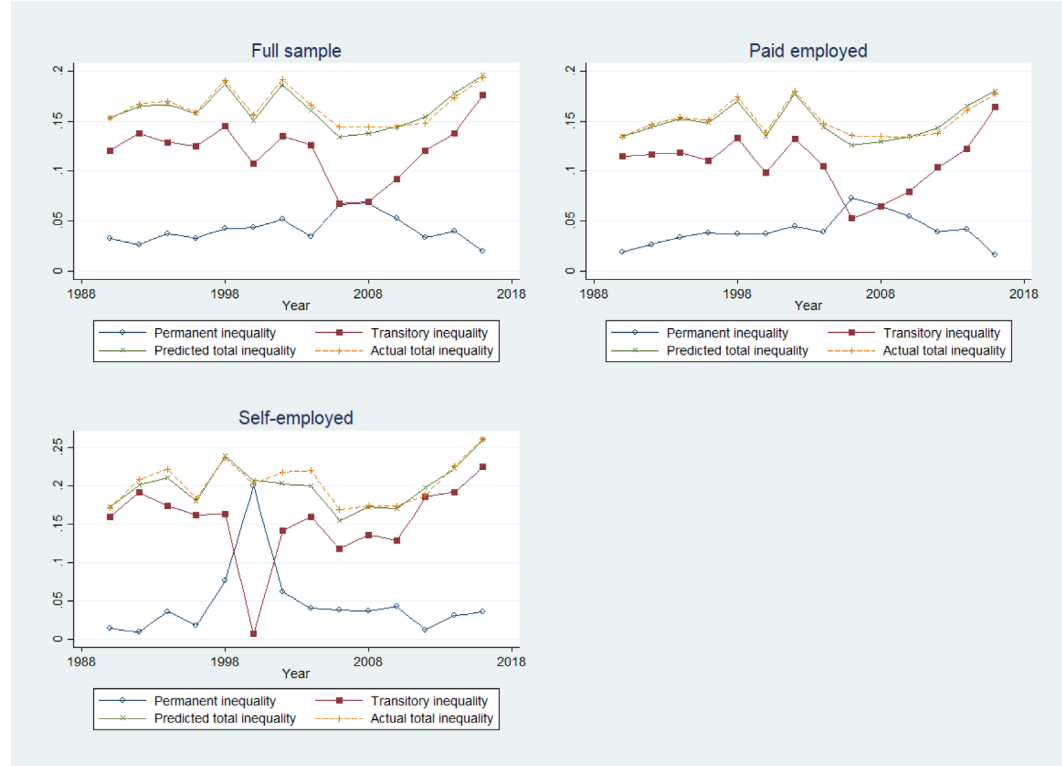 Full sample
.2
.15
.1
.05
0
1988 1998 2008 2018
Year
Permanent inequality Transitory inequality
Predicted total inequality Actual total inequality
Paid employed
.2
.15
.1
.05
0
1988 1998 2008 2018
Year
Permanent inequality Transitory inequality
Predicted total inequality Actual total inequality
Self-employed
.25
.2
.15
.1
.05
0
1988 1998 2008 2018
Year
Permanent inequality Transitory inequality
Predicted total inequality Actual total inequality